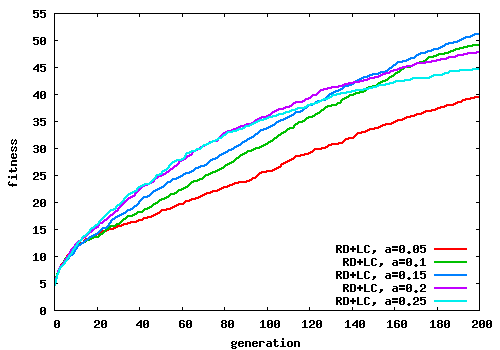 55
50
45
40
35
30
25
20
15
10
5
0
fitness
RD+LC, a=0.05
RD+LC, a=0.1
RD+LC, a=0.15
RD+LC, a=0.2
RD+LC, a=0.25
0 20 40 60 80 100 120 140 160 180 200
generation